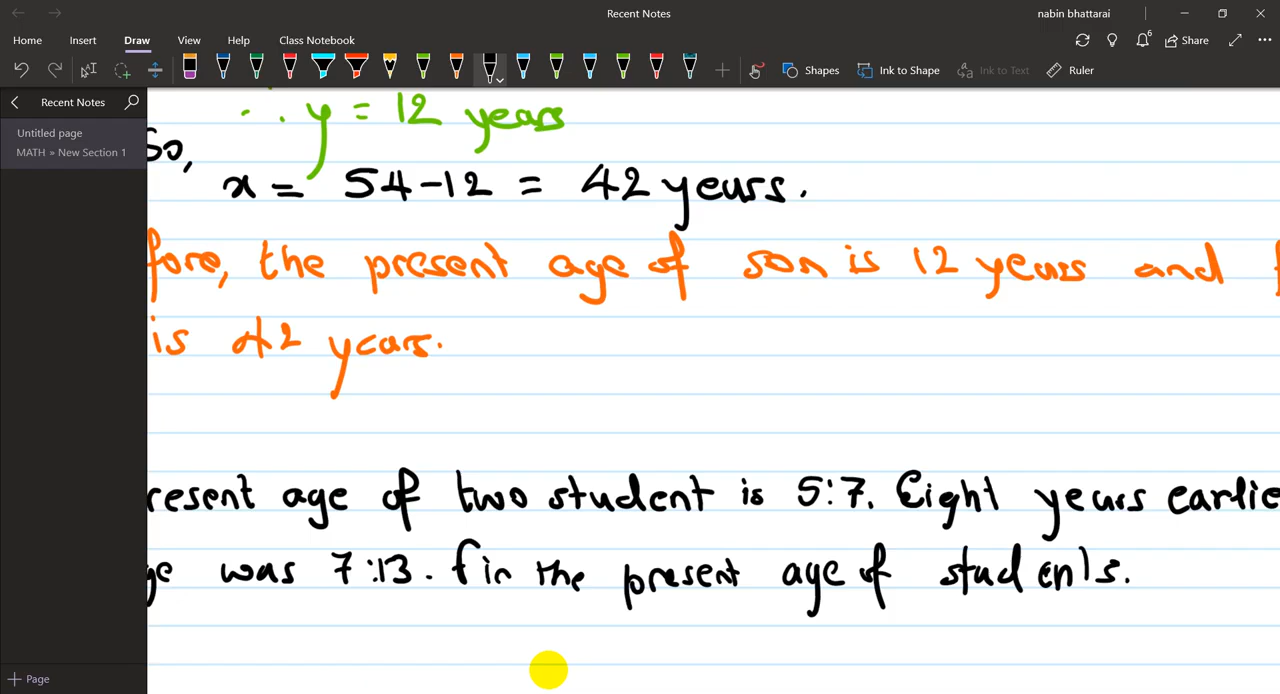 Recent Notes
nabin bhattarai
Home Insert Draw View Help Class Notebook
6 Share
Shapes Ink to Shape Ink to Text Ruler
Recent Notes
Untitled page
MATH » New Section 1
∴ y = 12 years
So,
x = 54-12 = 42 years.
fore, the present age of son is 12 years and f
is 42 years.
resent age of two student is 5:7. Eight years earlie
ge was 7:13. fin the present age of students.
+ Page